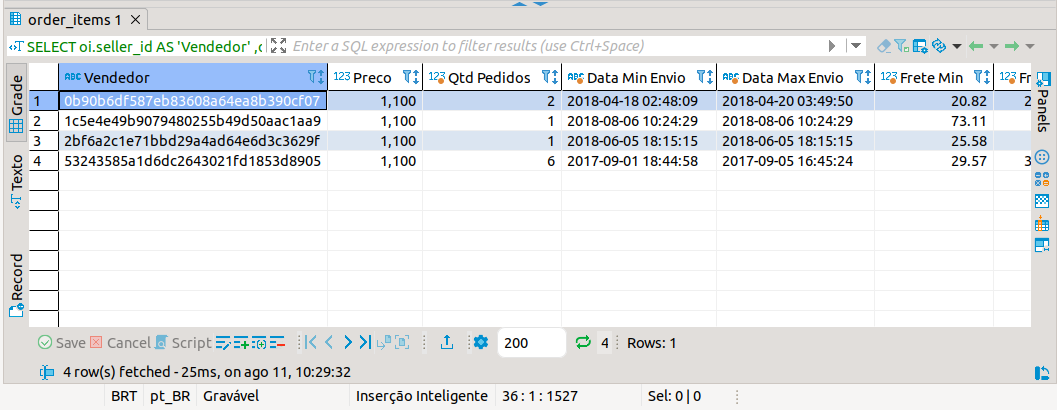 order_items 1
SELECT oi.seller_id AS 'Vendedor' ,c Enter a SQL expression to filter results (use Ctrl+Space)
Grade
Texto
Record
Panels
ABC Vendedor 123 Preco 123 Qtd Pedidos ABC Data Min Envio ABC Data Max Envio 123 Frete Min 123 Fr
1 0b90b6df587eb83608a64ea8b390cf07 1,100 2 2018-04-18 02:48:09 2018-04-20 03:49:50 20.82 2
2 1c5e4e49b9079480255b49d50aac1aa9 1,100 1 2018-08-06 10:24:29 2018-08-06 10:24:29 73.11
3 2bf6a2c1e71bbd29a4ad64e6d3c3629f 1,100 1 2018-06-05 18:15:15 2018-06-05 18:15:15 25.58
4 53243585a1d6dc2643021fd1853d8905 1,100 6 2017-09-01 18:44:58 2017-09-05 16:45:24 29.57 3
Save Cancel Script 200 4 Rows: 1
4 row(s) fetched - 25ms, on ago 11, 10:29:32
BRT pt_BR Gravável Inserção Inteligente 36 : 1 : 1527 Sel: 0 | 0